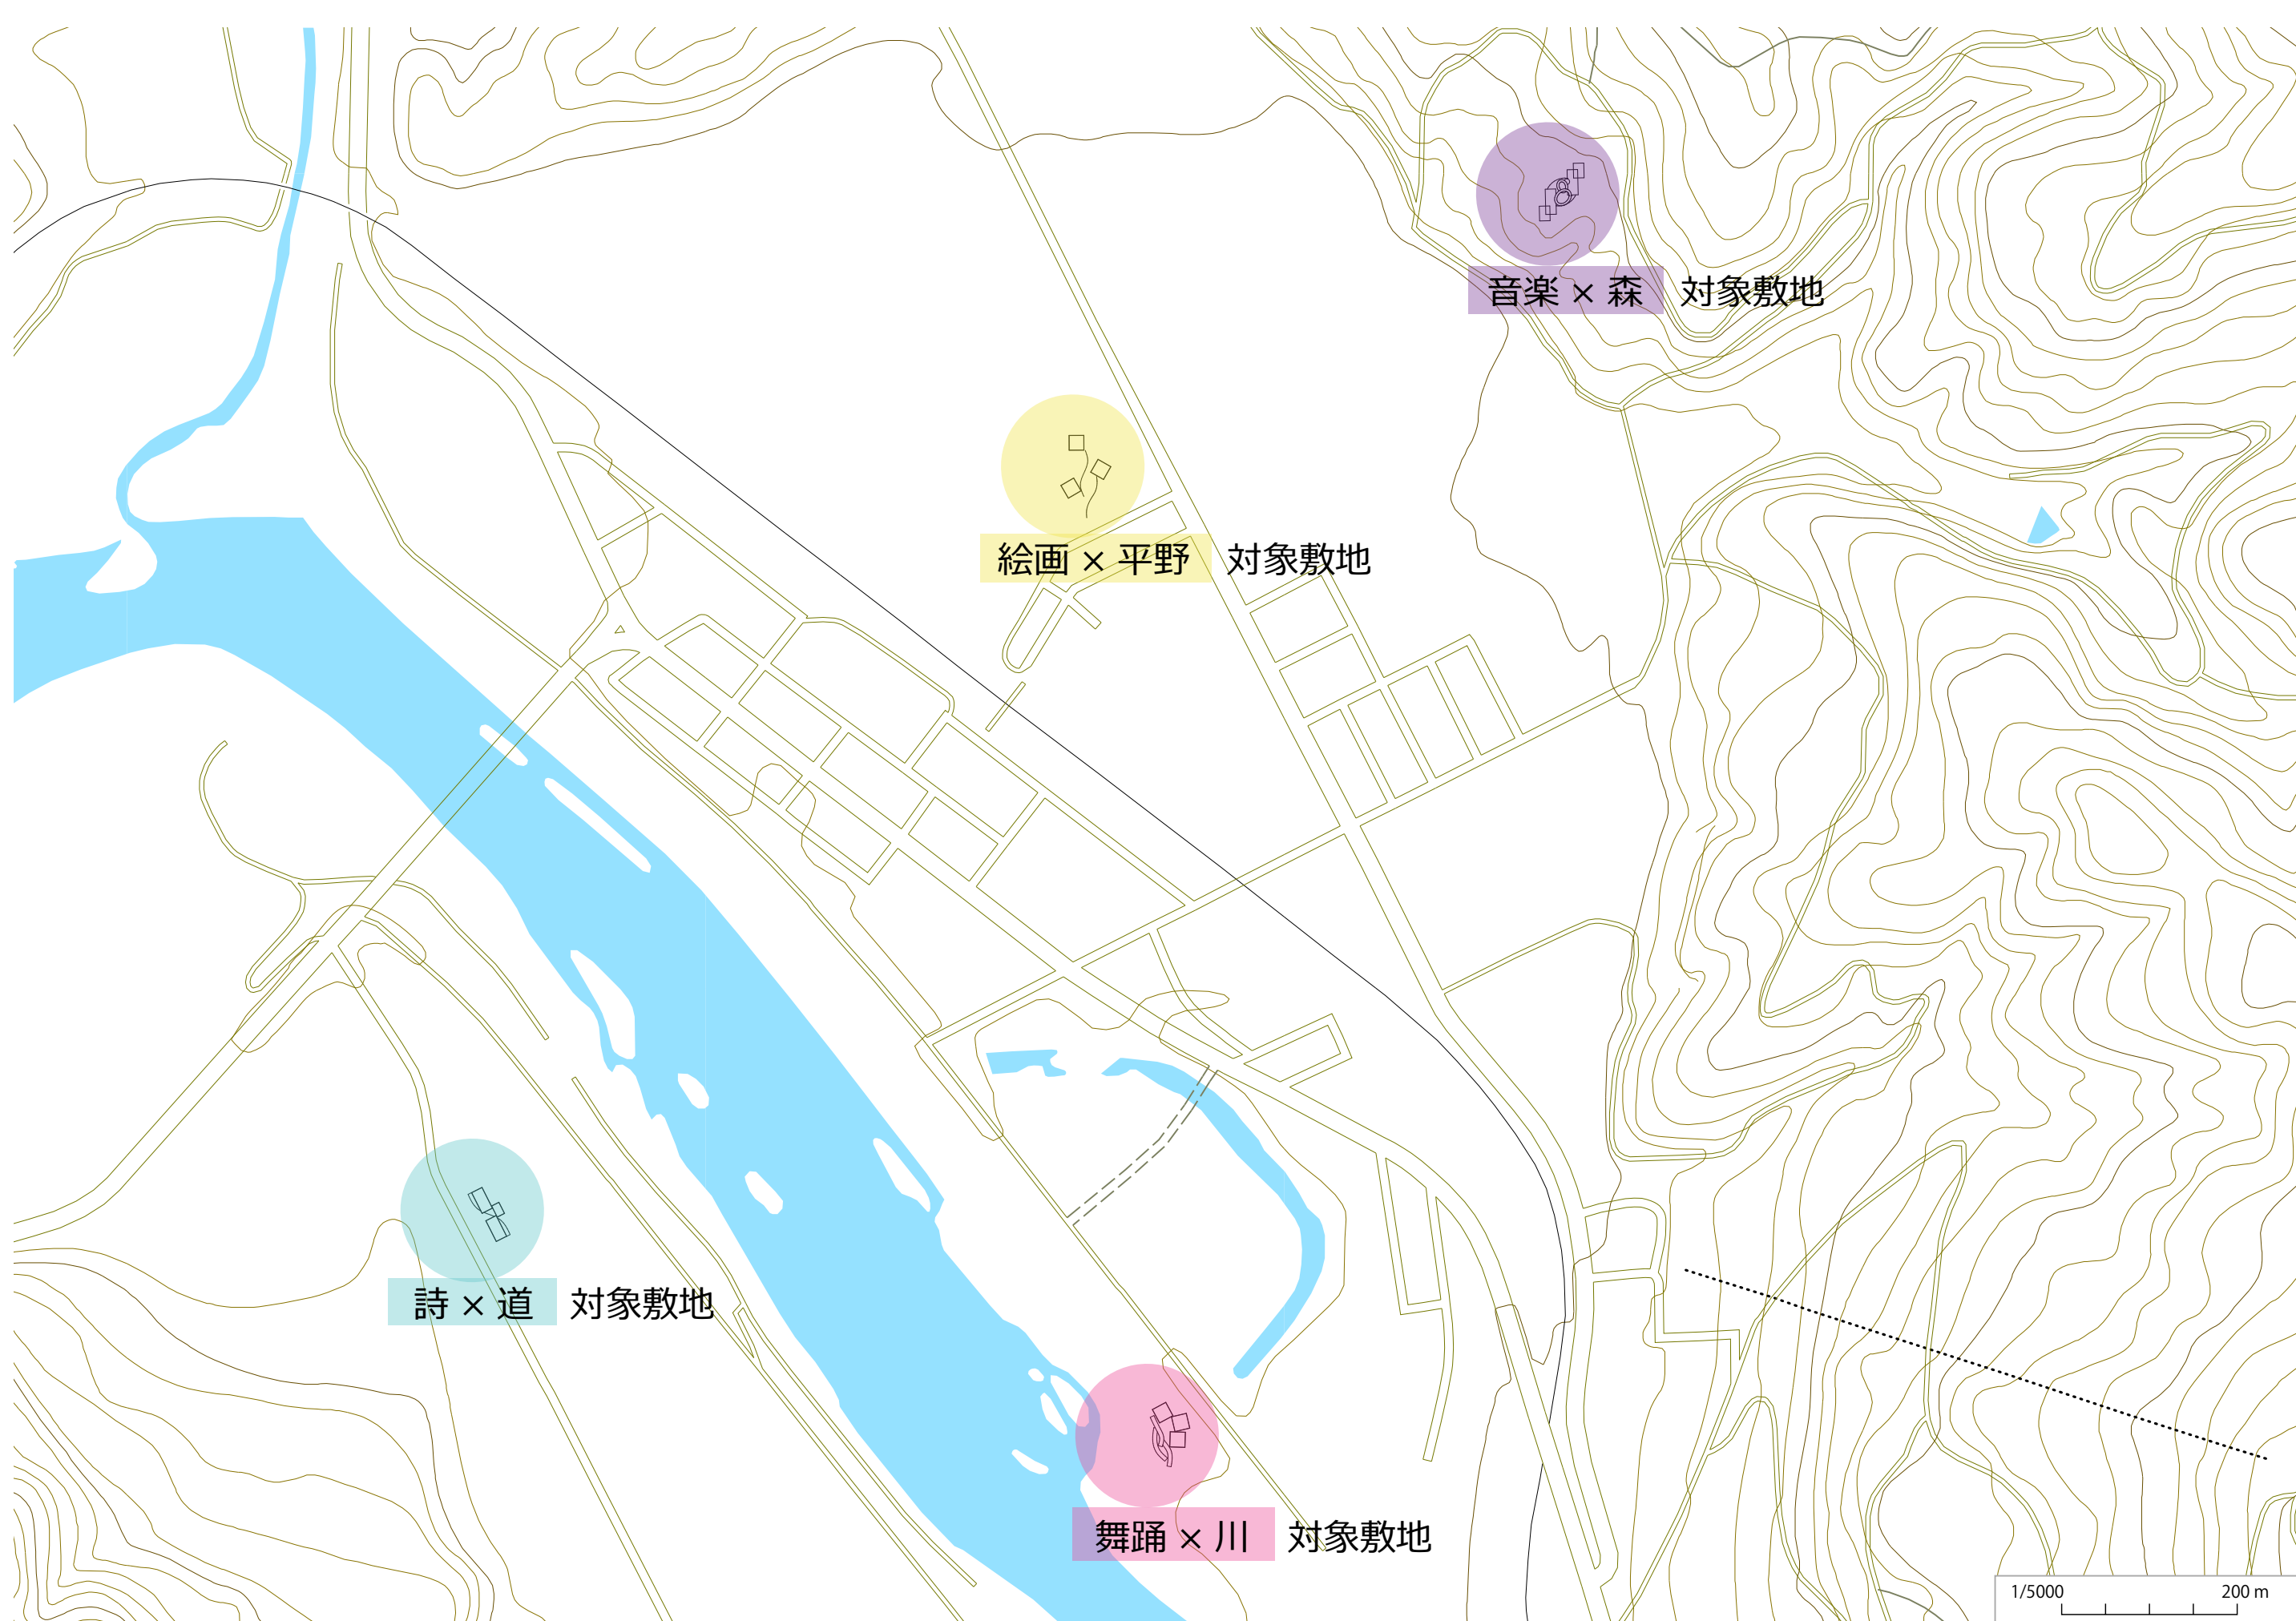 音楽 × 森 対象敷地
絵画 × 平野 対象敷地
詩 × 道 対象敷地
舞踊 × 川 対象敷地
1/5000 200 m